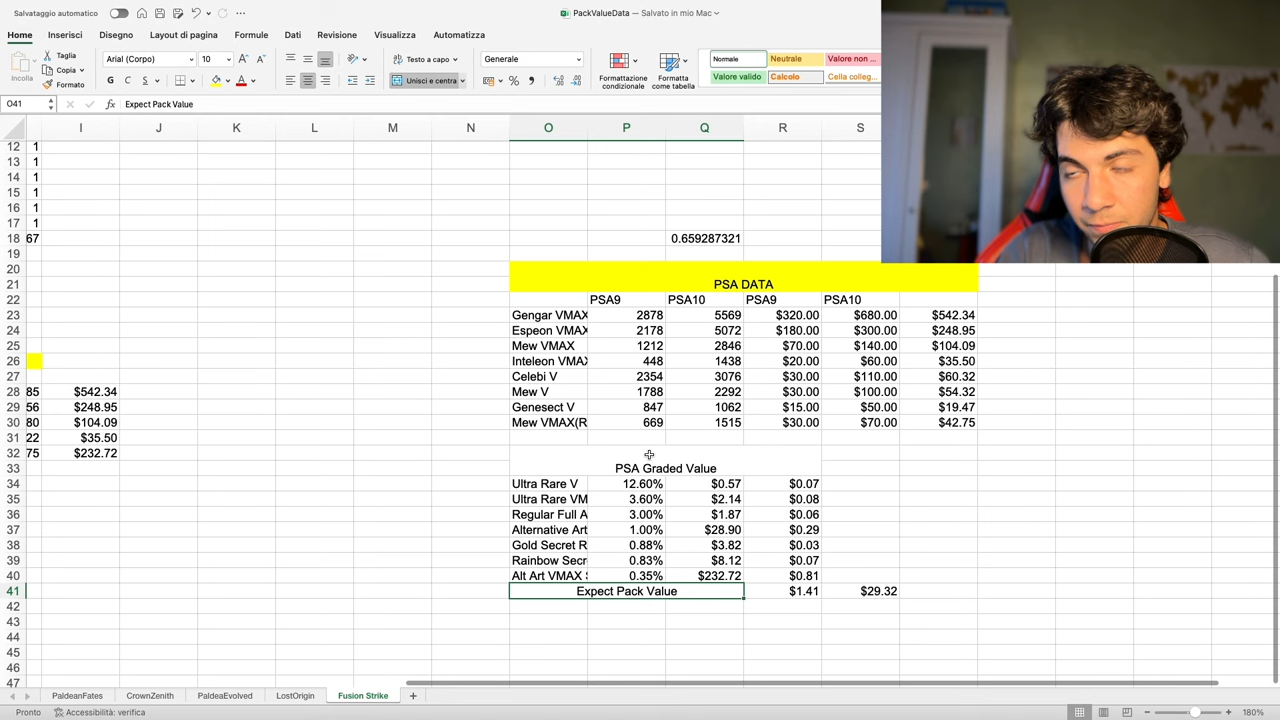 Salvataggio automatico
PackValueData — Salvato in mio Mac
Home Inserisci Disegno Layout di pagina Formule Dati Revisione Visualizza Automatizza
Incolla
Taglia
Copia
Formato
Arial (Corpo) 10
G C S
Testo a capo
Unisci e centra
Generale
Formattazione condizionale
Formatta come tabella
Normale Neutrale Valore non ...
Valore valido Calcolo Cella colleg...
O41 fx Expect Pack Value
I J K L M N O P Q R S
12 1
13 1
14 1
15 1
16 1
17 1
18 67 0.659287321
19
20
21 PSA DATA
22 PSA9 PSA10 PSA9 PSA10
23 Gengar VMAX 2878 5569 $320.00 $680.00 $542.34
24 Espeon VMAX 2178 5072 $180.00 $300.00 $248.95
25 Mew VMAX 1212 2846 $70.00 $140.00 $104.09
26 Inteleon VMAX 448 1438 $20.00 $60.00 $35.50
27 Celebi V 2354 3076 $30.00 $110.00 $60.32
28 85 $542.34 Mew V 1788 2292 $30.00 $100.00 $54.32
29 56 $248.95 Genesect V 847 1062 $15.00 $50.00 $19.47
30 80 $104.09 Mew VMAX(R 669 1515 $30.00 $70.00 $42.75
31 22 $35.50
32 75 $232.72
33 PSA Graded Value
34 Ultra Rare V 12.60% $0.57 $0.07
35 Ultra Rare VM 3.60% $2.14 $0.08
36 Regular Full A 3.00% $1.87 $0.06
37 Alternative Art 1.00% $28.90 $0.29
38 Gold Secret R 0.88% $3.82 $0.03
39 Rainbow Secr 0.83% $8.12 $0.07
40 Alt Art VMAX S 0.35% $232.72 $0.81
41 Expect Pack Value $1.41 $29.32
42
43
44
45
46
47
PaldeanFates CrownZenith PaldeaEvolved LostOrigin Fusion Strike +
Pronto Accessibilità: verifica 180%